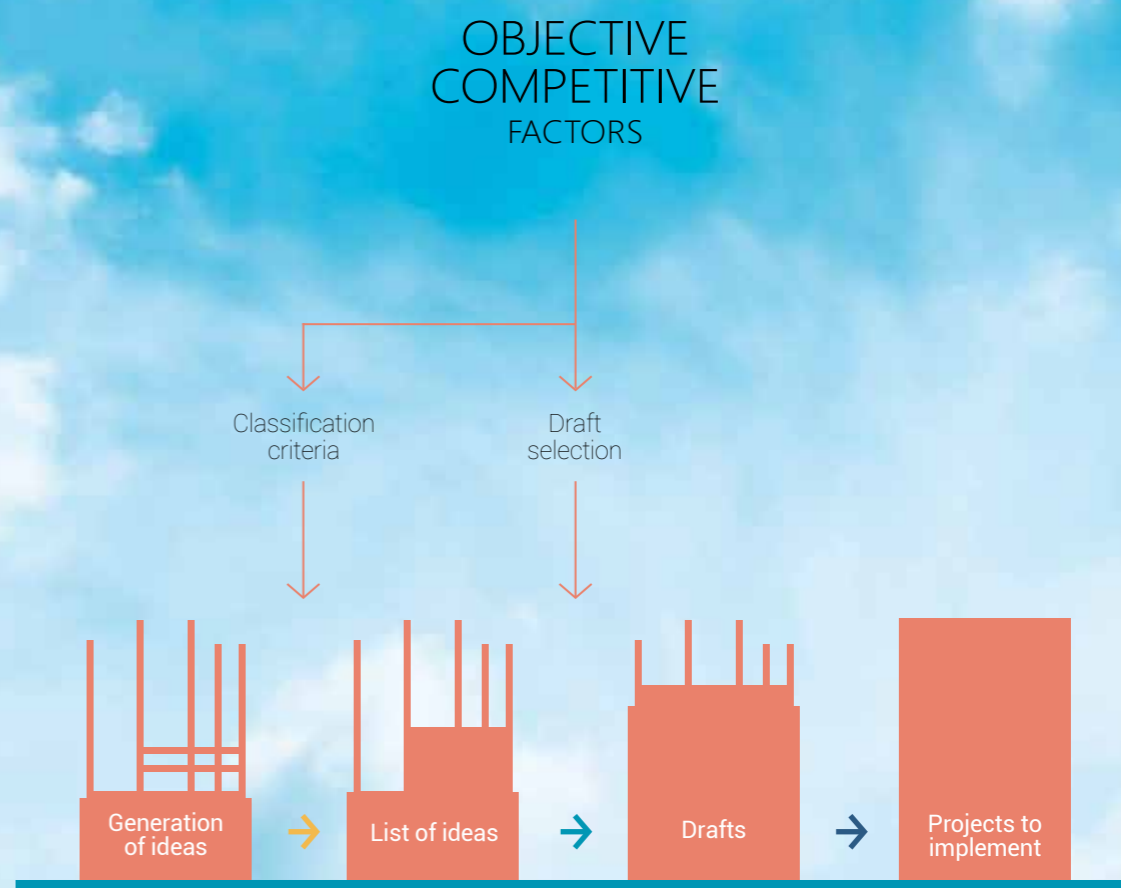 OBJECTIVE
COMPETITIVE
FACTORS
Classification
criteria
Draft
selection
Generation
of ideas
List of ideas
Drafts
Projects to
implement